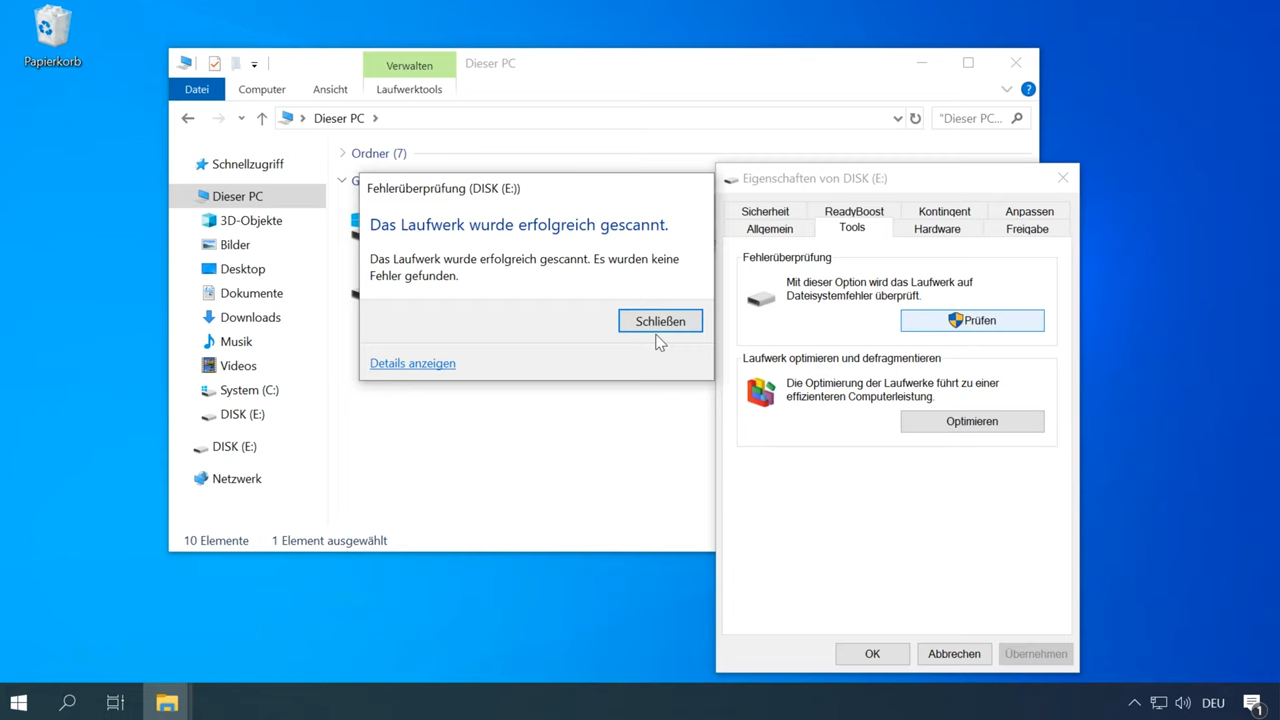 Papierkorb
Verwalten
Dieser PC
Datei
Computer
Ansicht
Laufwerktools
?
Dieser PC
"Dieser PC...
Schnellzugriff
Dieser PC
3D-Objekte
Bilder
Desktop
Dokumente
Downloads
Musik
Videos
System (C:)
DISK (E:)
DISK (E:)
Netzwerk
Ordner (7)
G
10 Elemente
1 Element ausgewählt
Fehlerüberprüfung (DISK (E:))
Das Laufwerk wurde erfolgreich gescannt.
Das Laufwerk wurde erfolgreich gescannt. Es wurden keine
Fehler gefunden.
Schließen
Details anzeigen
Eigenschaften von DISK (E:)
Sicherheit
ReadyBoost
Kontingent
Anpassen
Allgemein
Tools
Hardware
Freigabe
Fehlerüberprüfung
Mit dieser Option wird das Laufwerk auf
Dateisystemfehler überprüft.
Prüfen
Laufwerk optimieren und defragmentieren
Die Optimierung der Laufwerke führt zu einer
effizienteren Computerleistung.
Optimieren
OK
Abbrechen
Übernehmen
DEU
1